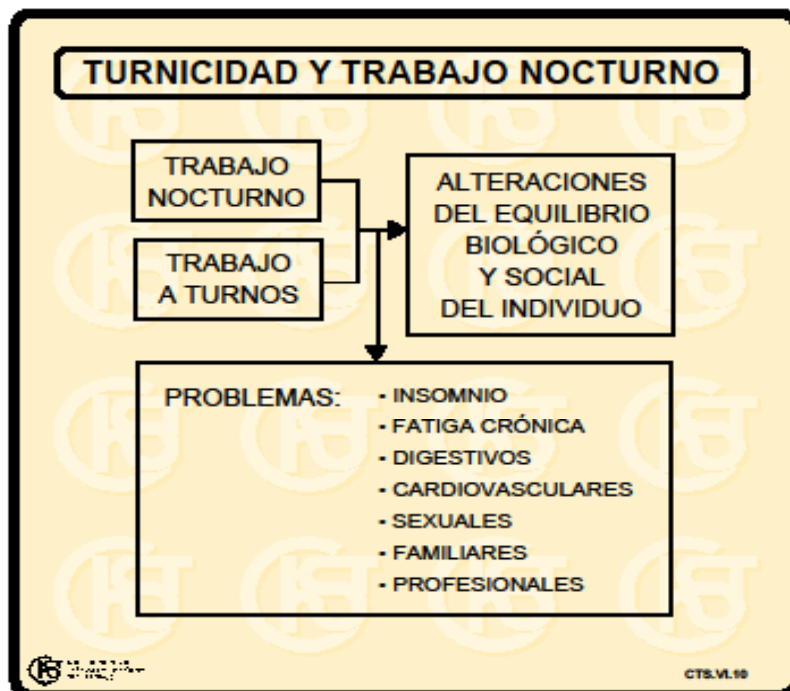 TURNICIDAD Y TRABAJO NOCTURNO
TRABAJO
NOCTURNO
TRABAJO
A TURNOS
ALTERACIONES
DEL EQUILIBRIO
BIOLÓGICO
Y SOCIAL
DEL INDIVIDUO
PROBLEMAS:
- INSOMNIO
- FATIGA CRÓNICA
- DIGESTIVOS
- CARDIOVASCULARES
- SEXUALES
- FAMILIARES
- PROFESIONALES
CTS.VI.10